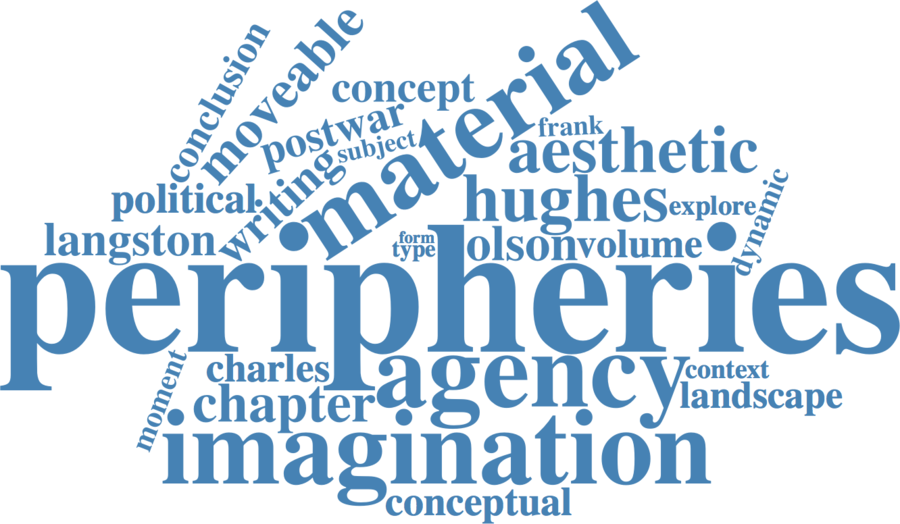 conclusion
moveable
material
concept
postwar
subject
frank
aesthetic
writing
political
hughes
explore
dynamic
langston
form
type
olson
volume
peripheries
moment
charles
agency
context
chapter
landscape
imagination
conceptual